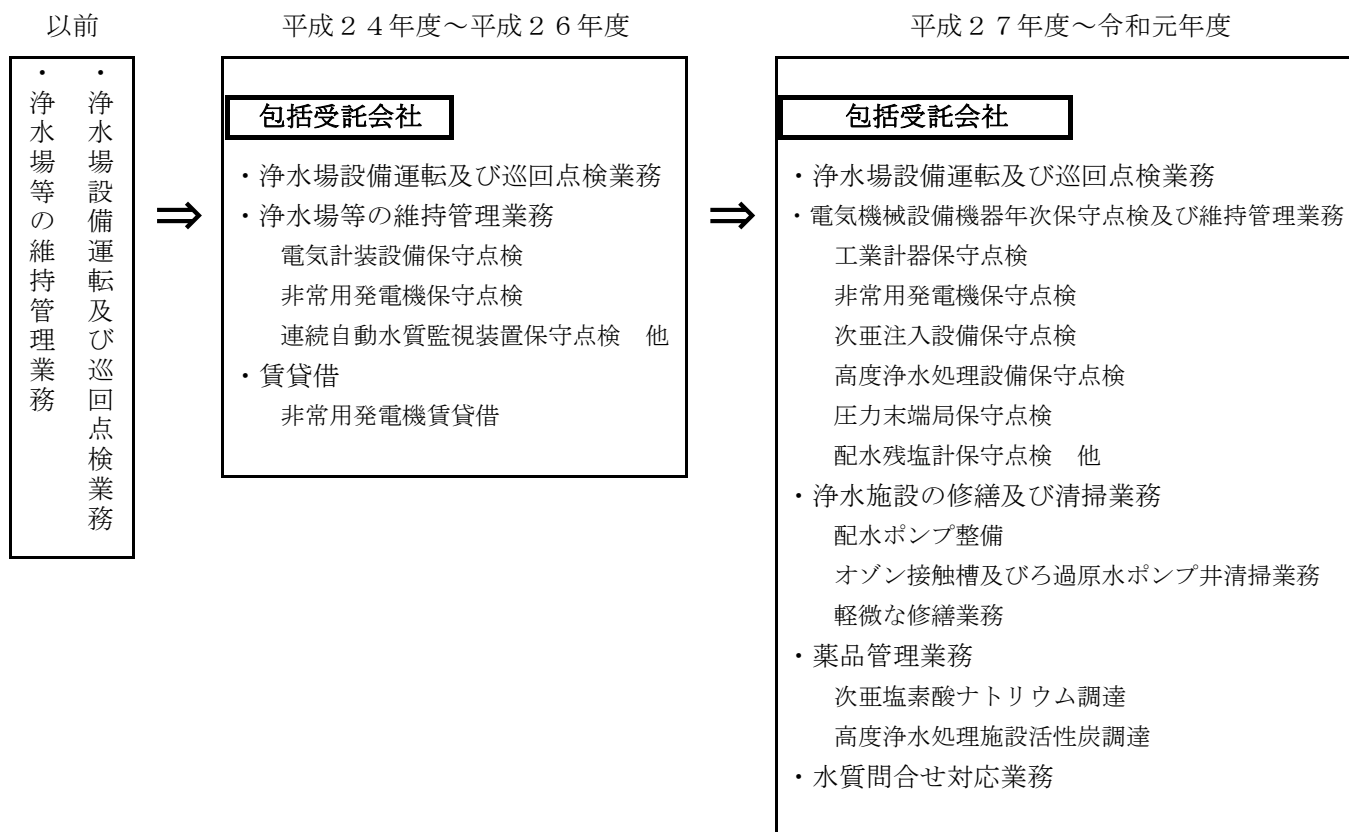 以前
・浄水場設備運転及び巡回点検業務
・浄水場等の維持管理業務
⇒
平成２４年度～平成２６年度
包括受託会社
・浄水場設備運転及び巡回点検業務
・浄水場等の維持管理業務
電気計装設備保守点検
非常用発電機保守点検
連続自動水質監視装置保守点検　他
・賃貸借
非常用発電機賃貸借
⇒
平成２７年度～令和元年度
包括受託会社
・浄水場設備運転及び巡回点検業務
・電気機械設備機器年次保守点検及び維持管理業務
工業計器保守点検
非常用発電機保守点検
次亜注入設備保守点検
高度浄水処理設備保守点検
圧力末端局保守点検
配水残塩計保守点検　他
・浄水施設の修繕及び清掃業務
配水ポンプ整備
オゾン接触槽及びろ過原水ポンプ井清掃業務
軽微な修繕業務
・薬品管理業務
次亜塩素酸ナトリウム調達
高度浄水処理施設活性炭調達
・水質問合せ対応業務